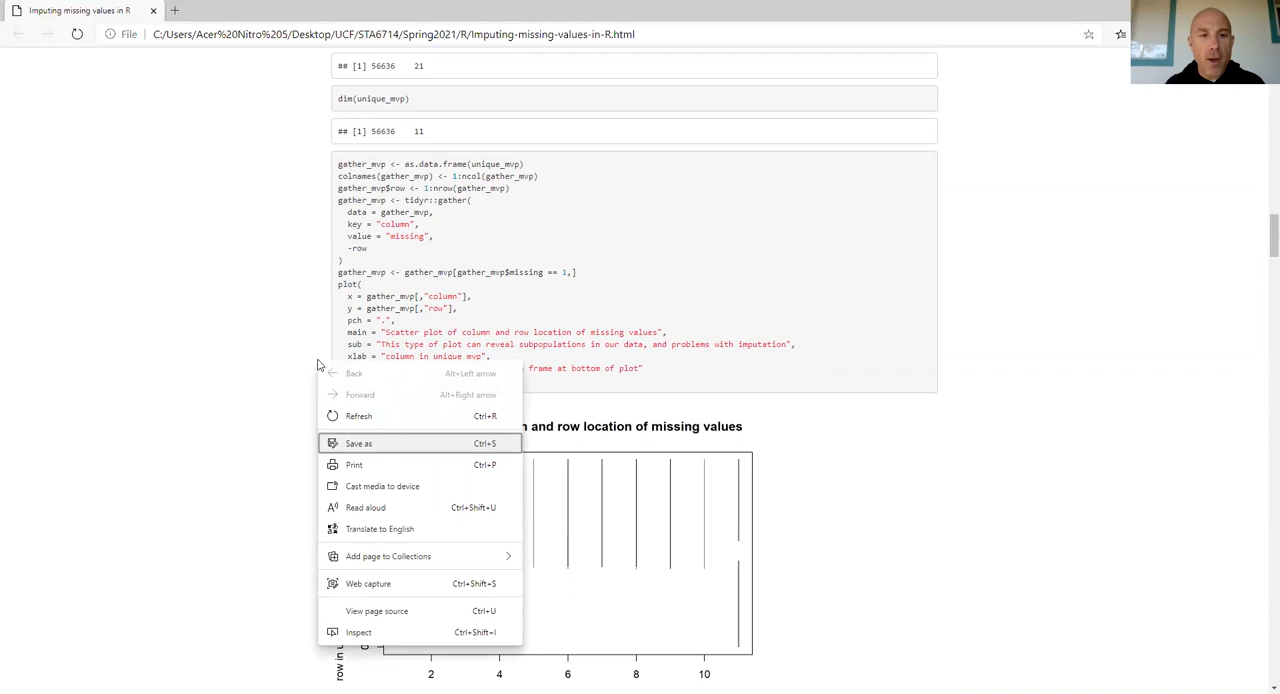 Imputing missing values in R
File
C:/Users/Acer%20Nitro%205/Desktop/UCF/STA6714/Spring2021/R/Imputing-missing-values-in-R.html
## [1] 56636    21
dim(unique_mvp)
## [1] 56636    11
gather_mvp <- as.data.frame(unique_mvp)
colnames(gather_mvp) <- 1:ncol(gather_mvp)
gather_mvp$row <- 1:nrow(gather_mvp)
gather_mvp <- tidyr::gather(
  data = gather_mvp,
  key = "column",
  value = "missing",
  -row
)
gather_mvp <- gather_mvp[gather_mvp$missing == 1,]
plot(
  x = gather_mvp[,"column"],
  y = gather_mvp[,"row"],
  pch = ".",
  main = "Scatter plot of column and row location of missing values",
  sub = "This type of plot can reveal subpopulations in our data, and problems with imputation",
  xlab = "column in unique mvp",
frame at bottom of plot"
Back Alt+Left arrow
Forward Alt+Right arrow
Refresh Ctrl+R
Save as Ctrl+S
Print Ctrl+P
Cast media to device
Read aloud Ctrl+Shift+U
Translate to English
Add page to Collections
Web capture Ctrl+Shift+S
View page source Ctrl+U
Inspect Ctrl+Shift+I
and row location of missing values
row in
2 4 6 8 10